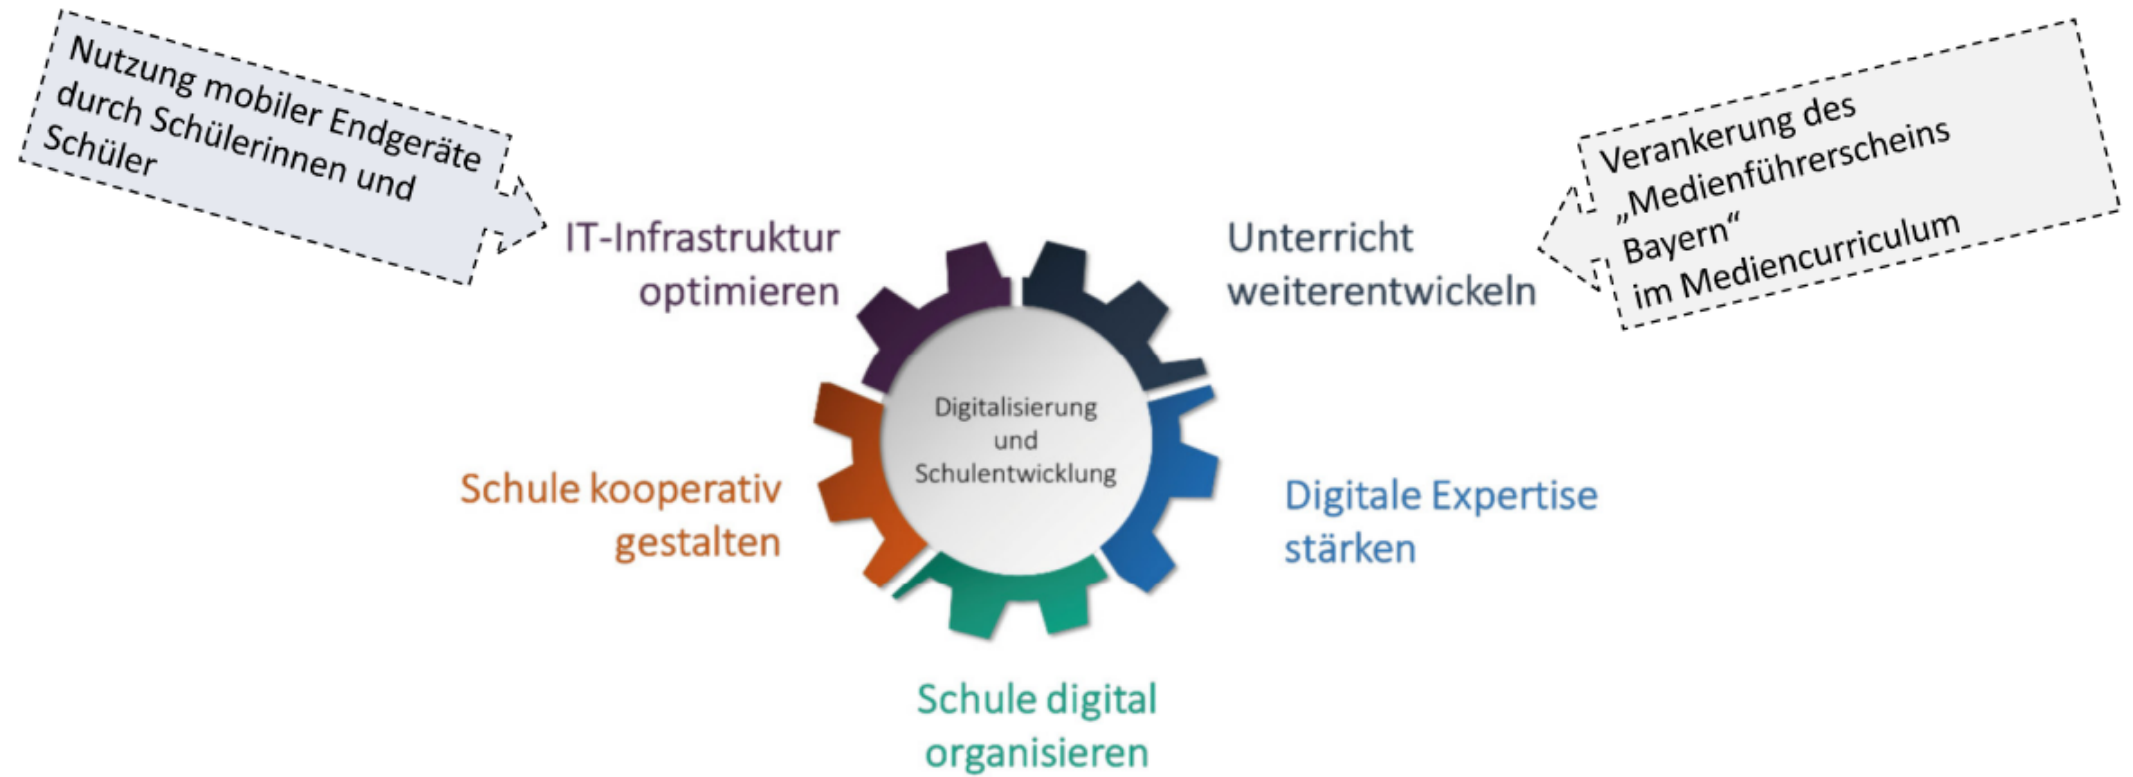 Nutzung mobiler Endgeräte
durch Schülerinnen und
Schüler
Verankerung des
„Medienführerscheins
Bayern“
im Mediencurriculum
IT-Infrastruktur
optimieren
Unterricht
weiterentwickeln
Digitalisierung
und
Schulentwicklung
Schule kooperativ
gestalten
Digitale Expertise
stärken
Schule digital
organisieren